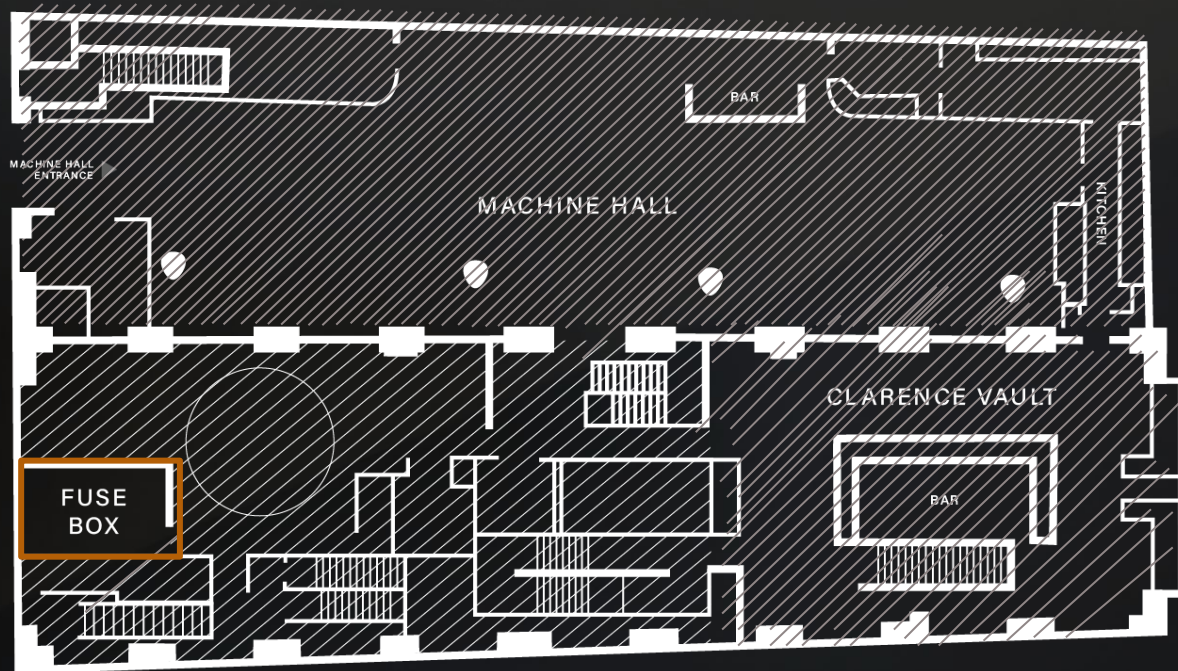 BAR
MACHINE HALL
ENTRANCE
MACHINE HALL
KITCHEN
CLARENCE VAULT
FUSE
BOX
BAR